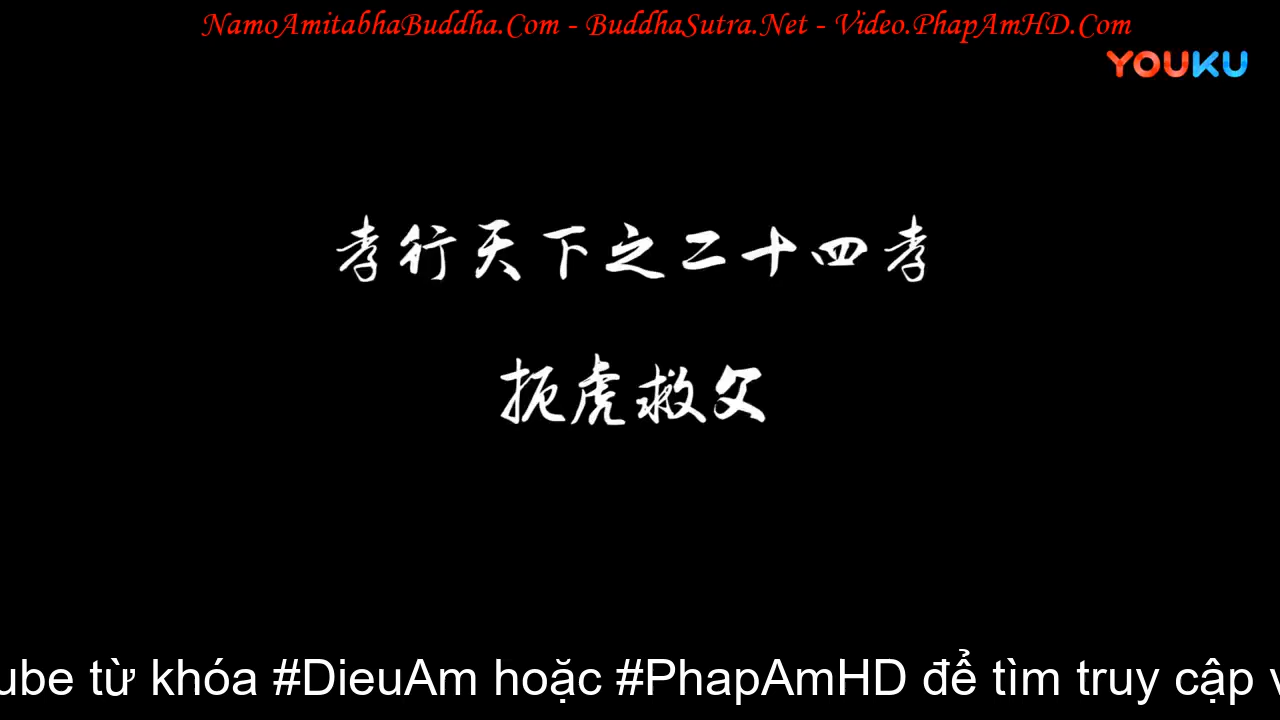 NamoAmitabhaBuddha.Com - BuddhaSutra.Net - Video.PhapAmHD.Com
YOUKU
孝行天下之二十四孝
扼虎救父
ube từ khóa #DieuAm hoặc #PhapAmHD để tìm truy cập v